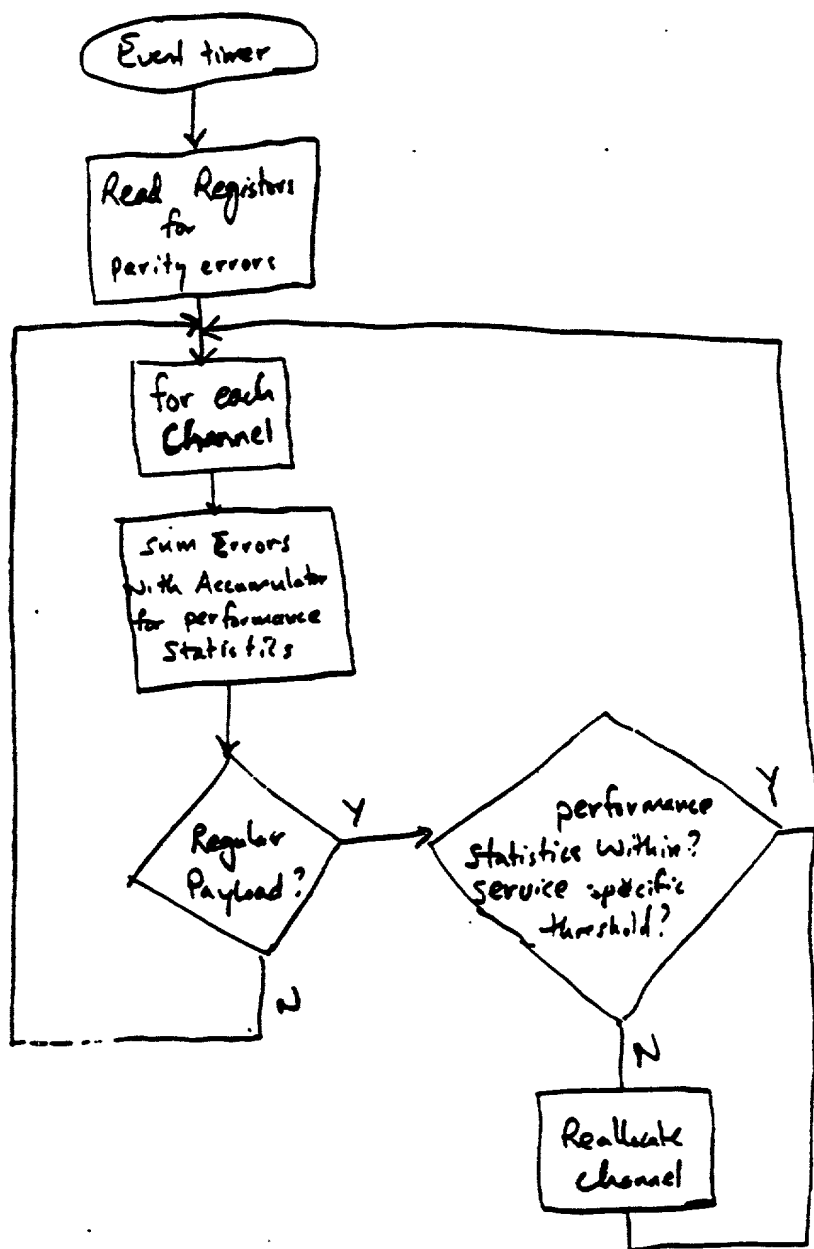 Event timer
Read Registors
for
parity errors
for each
Channel
Sum Errors
with Accumulator
for performance
Statistics
Regular
Payload?
Y
N
performance
Statistics Within?
Service specific
threshold?
Y
N
Reallocate
channel